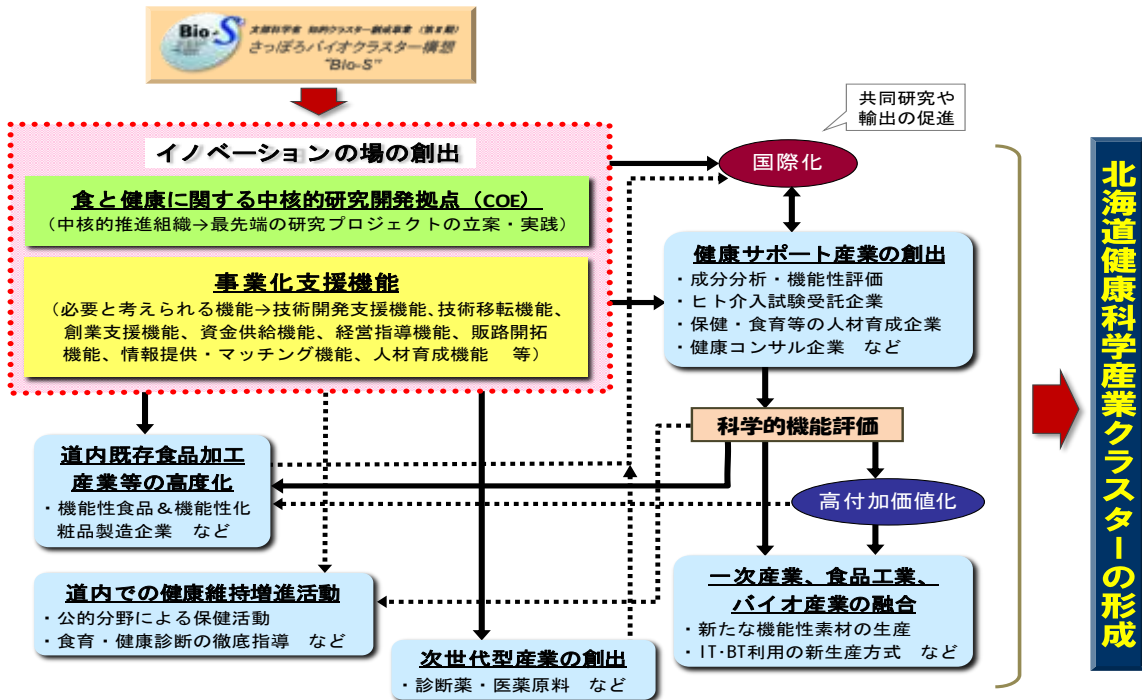 Bio-S
文部科学省 知的クラスター創成事業（第Ⅱ期）
さっぽろバイオクラスター構想
"Bio-S"
共同研究や
輸出の促進
イノベーションの場の創出
国際化
食と健康に関する中核的研究開発拠点（COE）
（中核的推進組織→最先端の研究プロジェクトの立案・実践）
事業化支援機能
（必要と考えられる機能→技術開発支援機能、技術移転機能、
創業支援機能、資金供給機能、経営指導機能、販路開拓
機能、情報提供・マッチング機能、人材育成機能　等）
健康サポート産業の創出
・成分分析・機能性評価
・ヒト介入試験受託企業
・保健・食育等の人材育成企業
・健康コンサル企業　など
科学的機能評価
道内既存食品加工
産業等の高度化
・機能性食品＆機能性化
粧品製造企業　など
高付加価値化
道内での健康維持増進活動
・公的分野による保健活動
・食育・健康診断の徹底指導　など
次世代型産業の創出
・診断薬・医薬原料　など
一次産業、食品工業、
バイオ産業の融合
・新たな機能性素材の生産
・IT･BT利用の新生産方式　など
北海道健康科学産業クラスターの形成